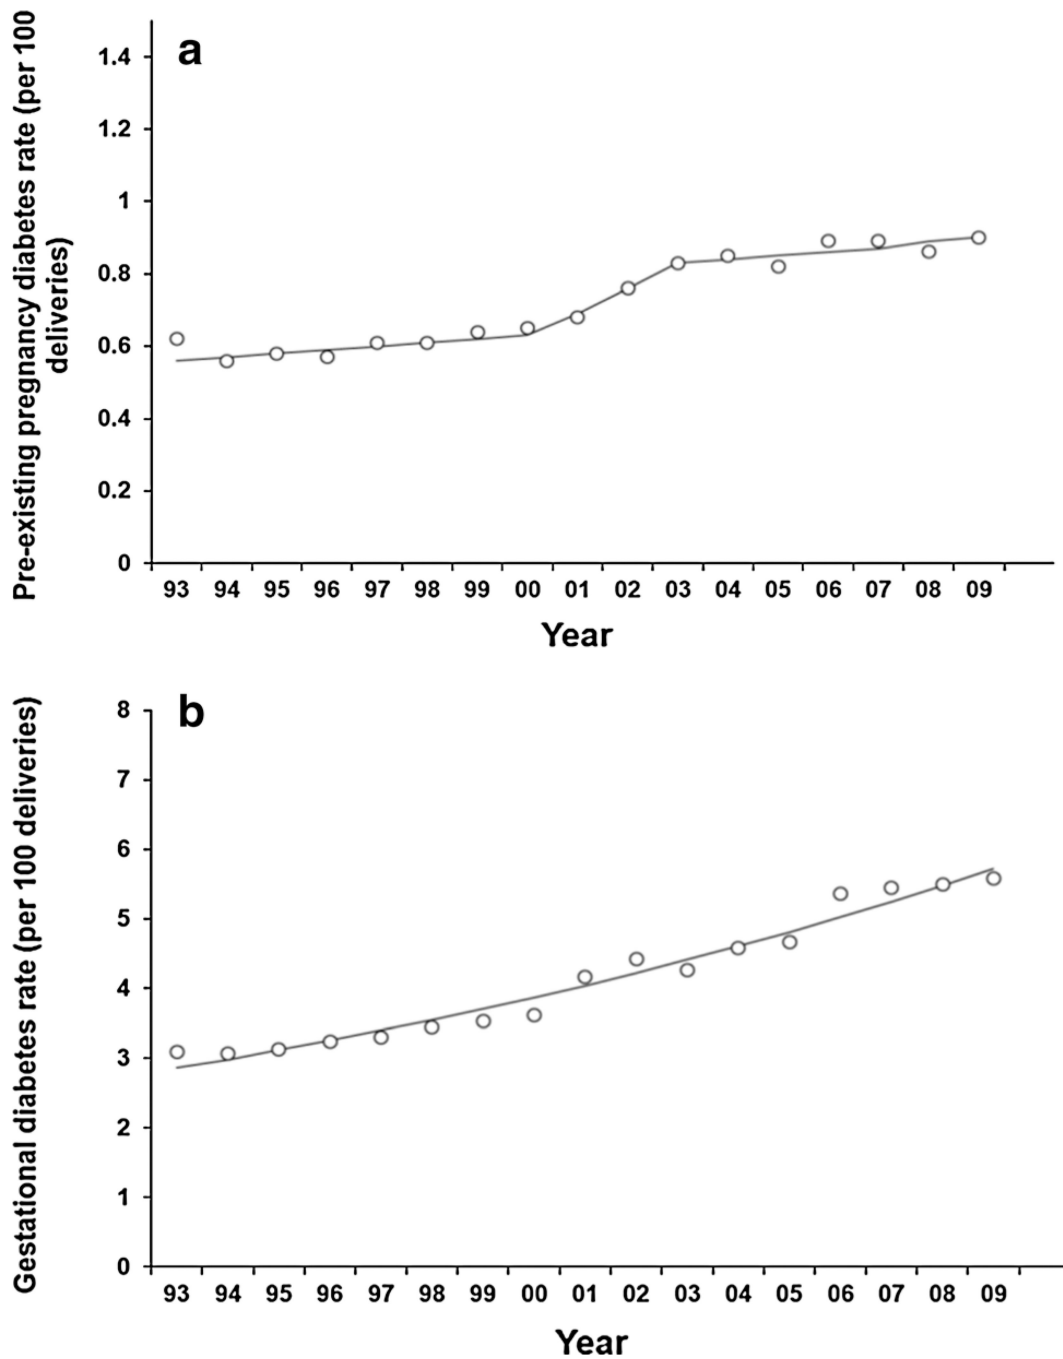 Pre-existing pregnancy diabetes rate (per 100
deliveries)
a
1.4
1.2
1
0.8
0.6
0.4
0.2
0
93 94 95 96 97 98 99 00 01 02 03 04 05 06 07 08 09
Year
Gestational diabetes rate (per 100 deliveries)
b
8
7
6
5
4
3
2
1
0
93 94 95 96 97 98 99 00 01 02 03 04 05 06 07 08 09
Year